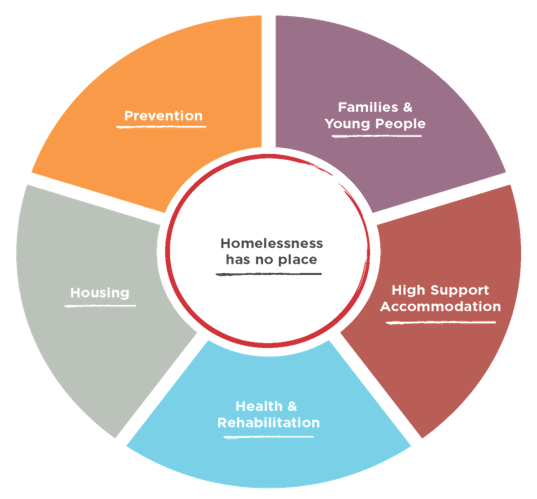 Prevention
Families &
Young People
Homelessness
has no place
Housing
High Support
Accommodation
Health &
Rehabilitation